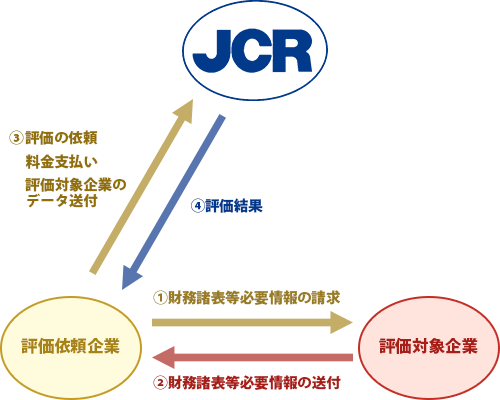 JCR
③評価の依頼
料金支払い
評価対象企業の
データ送付
④評価結果
①財務諸表等必要情報の請求
評価依頼企業
評価対象企業
②財務諸表等必要情報の送付